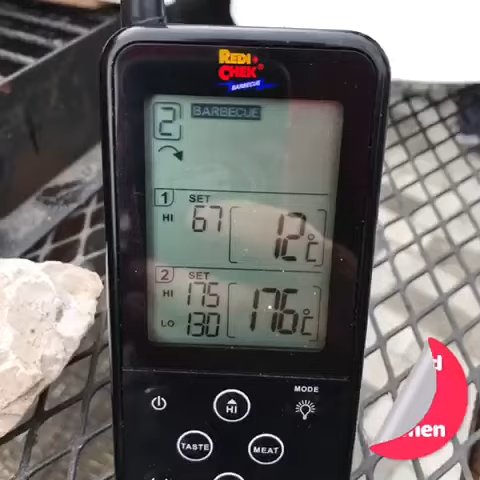 REDI
CHEK
BARBECUE
2 BARBECUE
1 SET
HI 67 12°C
2 SET
HI 175 176°C
LO 130
MODE
HI
TASTE MEAT